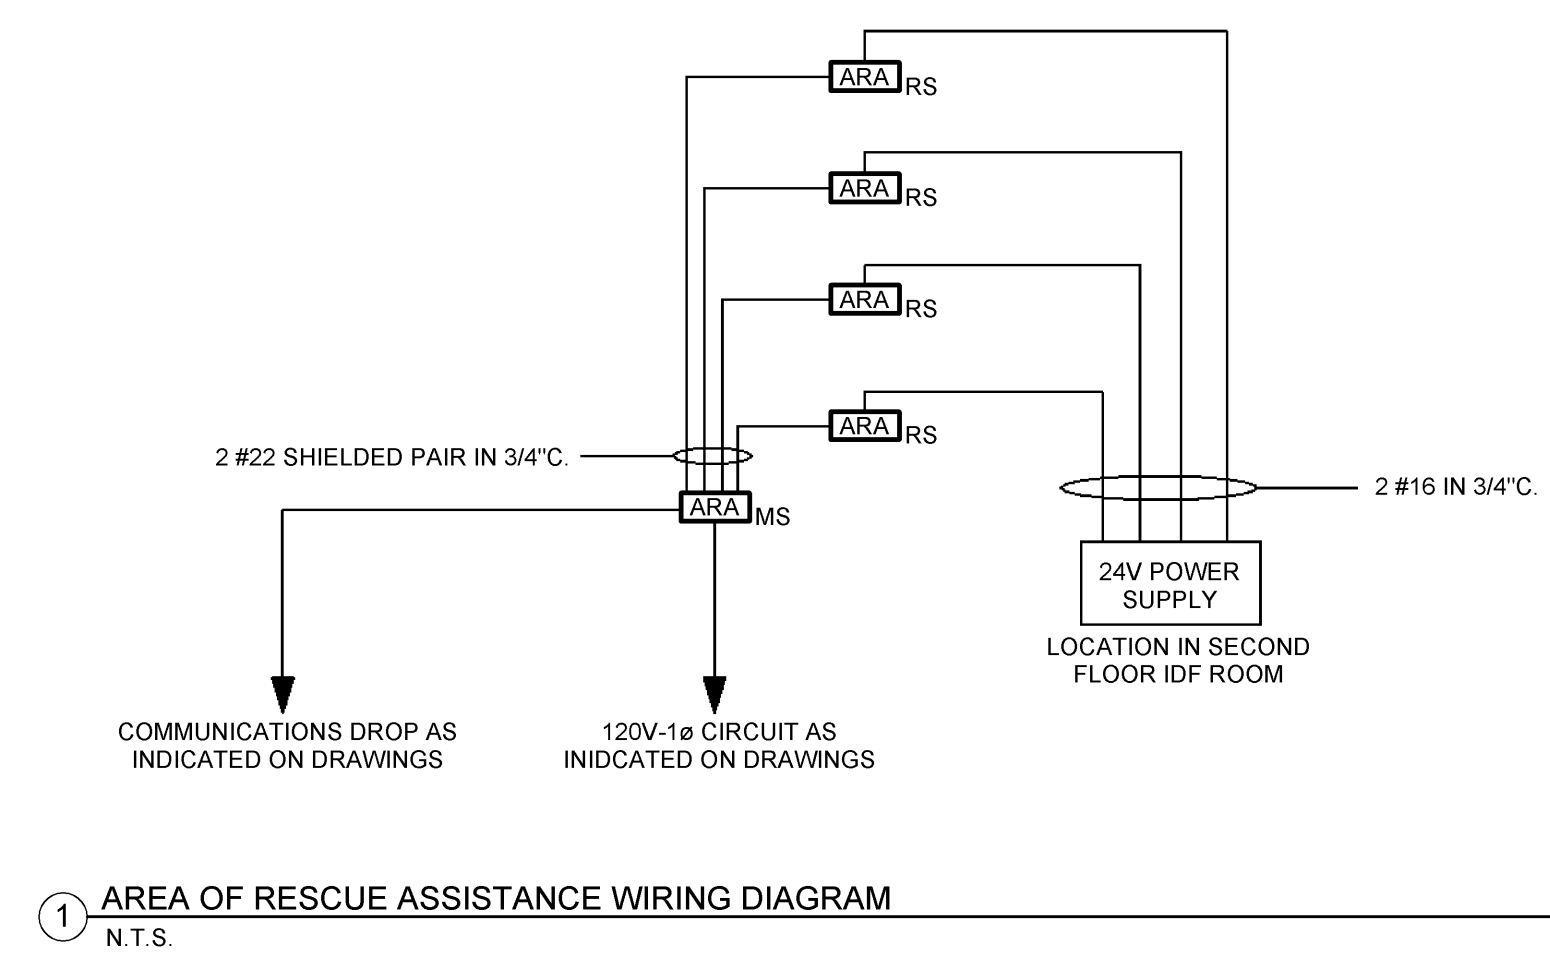 ARA RS
ARA RS
ARA RS
ARA RS
2 #22 SHIELDED PAIR IN 3/4"C.
2 #16 IN 3/4"C.
ARA MS
24V POWER
SUPPLY
LOCATION IN SECOND
FLOOR IDF ROOM
COMMUNICATIONS DROP AS
INDICATED ON DRAWINGS
120V-1ø CIRCUIT AS
INIDCATED ON DRAWINGS
1 AREA OF RESCUE ASSISTANCE WIRING DIAGRAM
N.T.S.